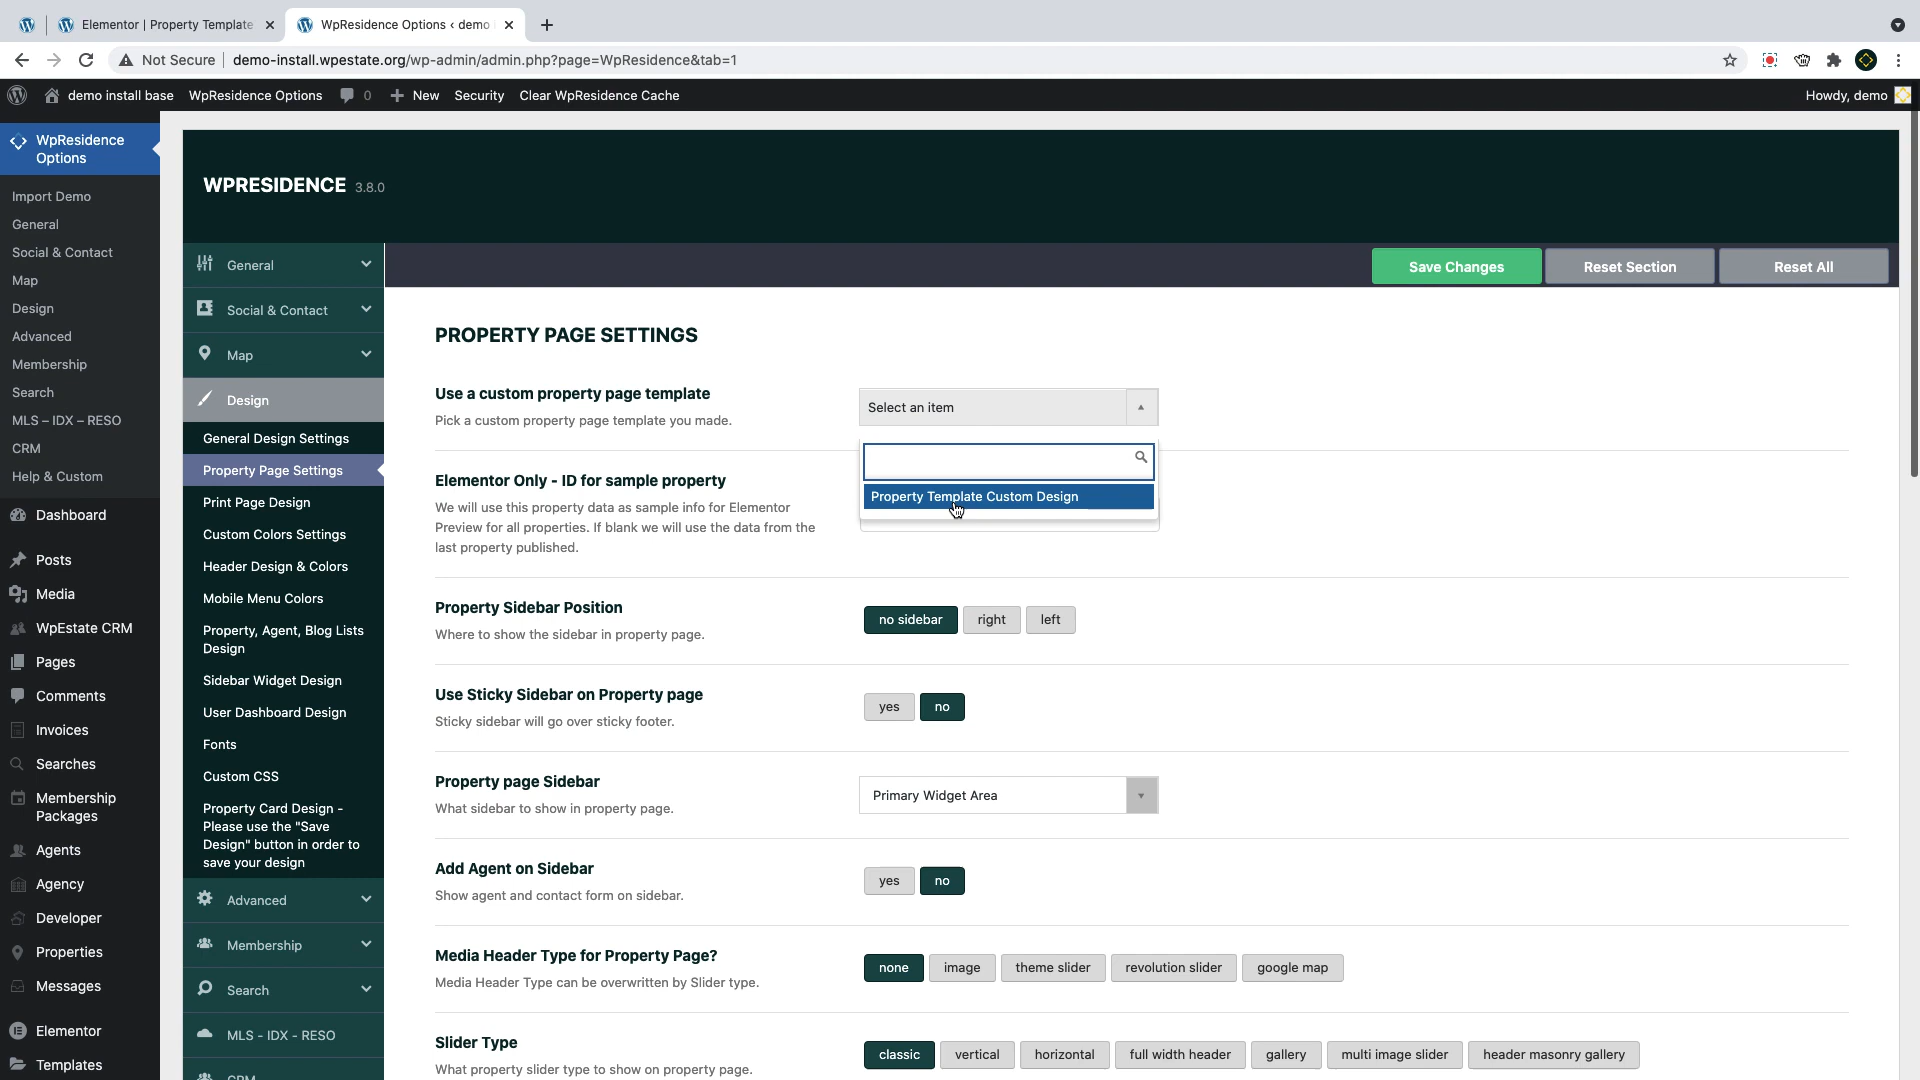 Elementor | Property Template
WpResidence Options ‹ demo
Not Secure
demo-install.wpestate.org/wp-admin/admin.php?page=WpResidence&tab=1
demo install base
WpResidence Options
0
New
Security
Clear WpResidence Cache
Howdy, demo
WpResidence
Options
Import Demo
General
Social & Contact
Map
Design
Advanced
Membership
Search
MLS – IDX – RESO
CRM
Help & Custom
Dashboard
Posts
Media
WpEstate CRM
Pages
Comments
Invoices
Searches
Membership
Packages
Agents
Agency
Developer
Properties
Messages
Elementor
Templates
WPRESIDENCE 3.8.0
General
Social & Contact
Map
Design
General Design Settings
Property Page Settings
Print Page Design
Custom Colors Settings
Header Design & Colors
Mobile Menu Colors
Property, Agent, Blog Lists
Design
Sidebar Widget Design
User Dashboard Design
Fonts
Custom CSS
Property Card Design -
Please use the "Save
Design" button in order to
save your design
Advanced
Membership
Search
MLS - IDX - RESO
CRM
Save Changes
Reset Section
Reset All
PROPERTY PAGE SETTINGS
Use a custom property page template
Pick a custom property page template you made.
Select an item
Property Template Custom Design
Elementor Only - ID for sample property
We will use this property data as sample info for Elementor
Preview for all properties. If blank we will use the data from the
last property published.
Property Sidebar Position
Where to show the sidebar in property page.
no sidebar
right
left
Use Sticky Sidebar on Property page
Sticky sidebar will go over sticky footer.
yes
no
Property page Sidebar
What sidebar to show in property page.
Primary Widget Area
Add Agent on Sidebar
Show agent and contact form on sidebar.
yes
no
Media Header Type for Property Page?
Media Header Type can be overwritten by Slider type.
none
image
theme slider
revolution slider
google map
Slider Type
What property slider type to show on property page.
classic
vertical
horizontal
full width header
gallery
multi image slider
header masonry gallery